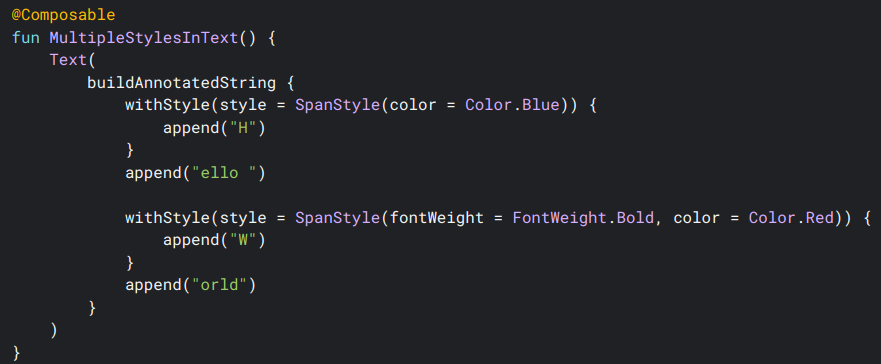 @Composable
fun MultipleStylesInText() {
    Text(
        buildAnnotatedString {
            withStyle(style = SpanStyle(color = Color.Blue)) {
                append("H")
            }
            append("ello ")

            withStyle(style = SpanStyle(fontWeight = FontWeight.Bold, color = Color.Red)) {
                append("W")
            }
            append("orld")
        }
    )
}